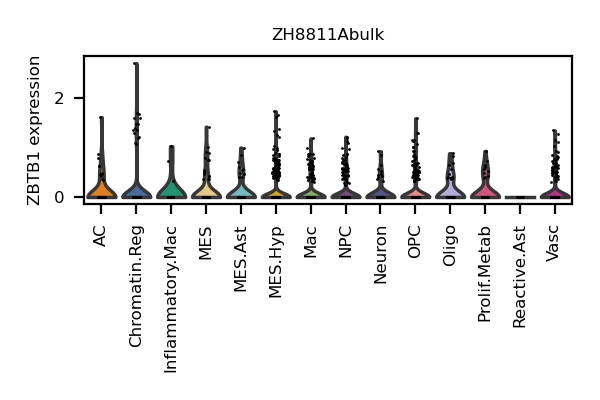 ZH8811Abulk
ZBTB1 expression
2
0
AC
Chromatin.Reg
Inflammatory.Mac
MES
MES.Ast
MES.Hyp
Mac
NPC
Neuron
OPC
Oligo
Prolif.Metab
Reactive.Ast
Vasc